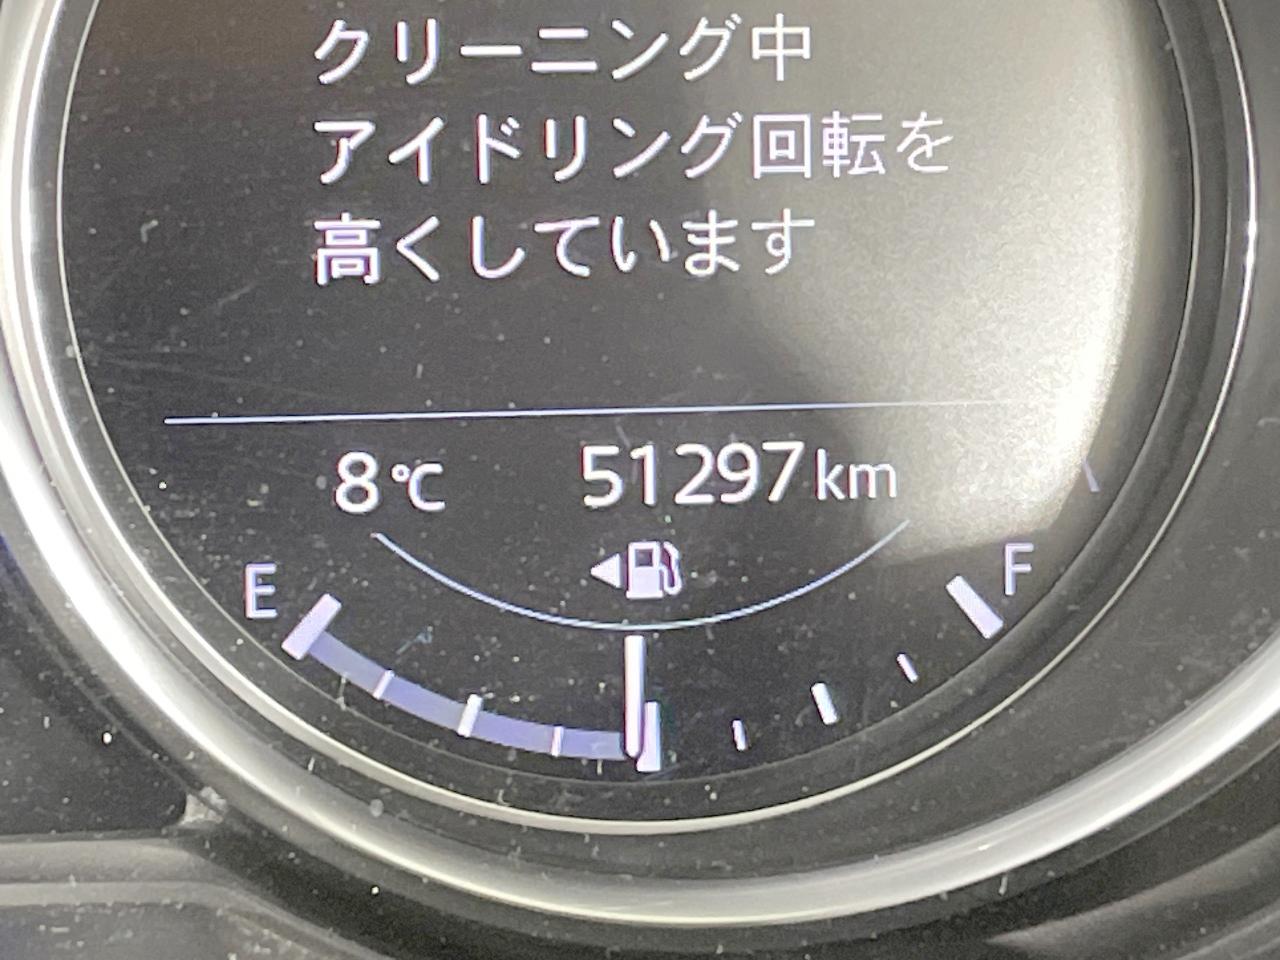 クリーニング中
アイドリング回転を
高くしています
8℃ 51297km
E F